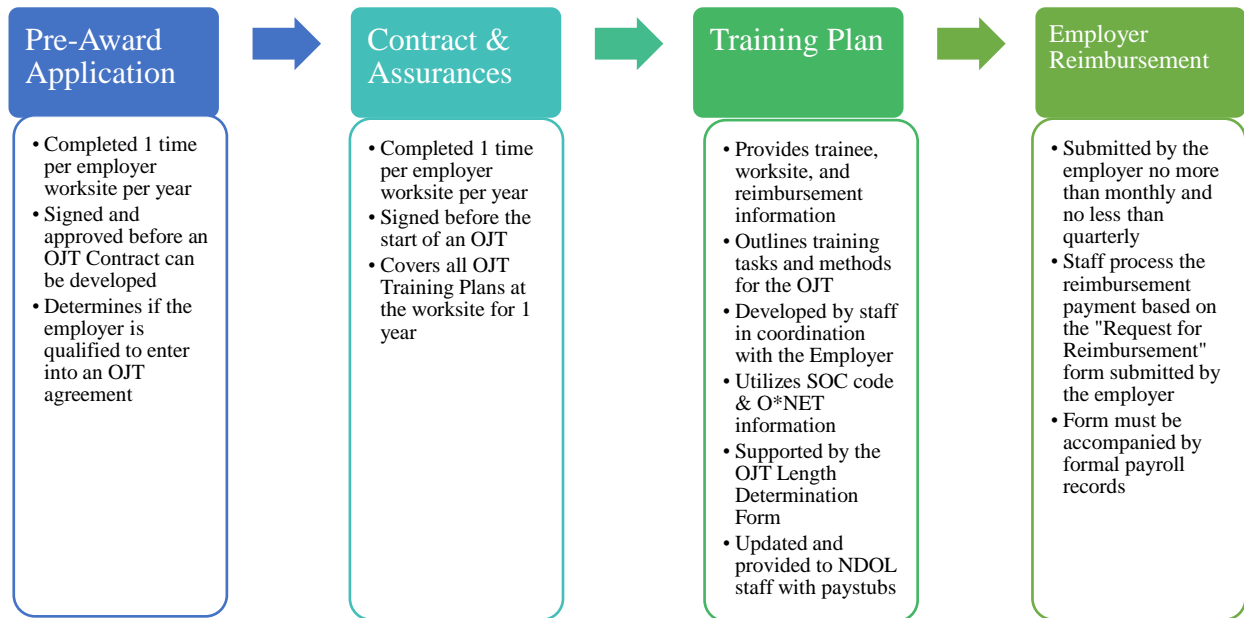 Pre-Award
Application
• Completed 1 time
per employer
worksite per year
• Signed and
approved before an
OJT Contract can
be developed
• Determines if the
employer is
qualified to enter
into an OJT
agreement
Contract &
Assurances
• Completed 1 time
per employer
worksite per year
• Signed before the
start of an OJT
• Covers all OJT
Training Plans at
the worksite for 1
year
Training Plan
• Provides trainee,
worksite, and
reimbursement
information
• Outlines training
tasks and methods
for the OJT
• Developed by staff
in coordination
with the Employer
• Utilizes SOC code
& O*NET
information
• Supported by the
OJT Length
Determination
Form
• Updated and
provided to NDOL
staff with paystubs
Employer
Reimbursement
• Submitted by the
employer no more
than monthly and
no less than
quarterly
• Staff process the
reimbursement
payment based on
the "Request for
Reimbursement"
form submitted by
the employer
• Form must be
accompanied by
formal payroll
records